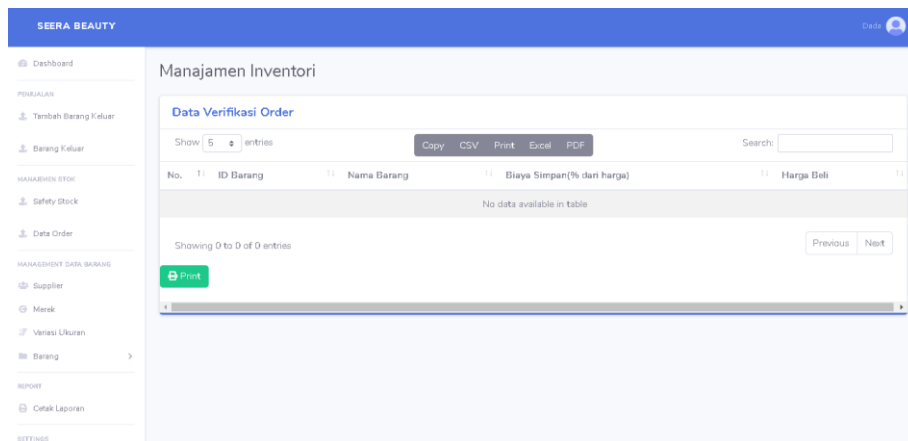 SEERA BEAUTY
Dada
Dashboard
PENJUALAN
Tambah Barang Keluar
Barang Keluar
MANAJEMEN STOK
Safety Stock
Data Order
MANAGEMENT DATA BARANG
Supplier
Merek
Variasi Ukuran
Barang
REPORT
Cetak Laporan
SETTINGS
Manajamen Inventori
Data Verifikasi Order
Show 5 entries
Copy CSV Print Excel PDF
Search:
No. ID Barang Nama Barang Biaya Simpan(% dari harga) Harga Beli
No data available in table
Showing 0 to 0 of 0 entries
Previous Next
Print